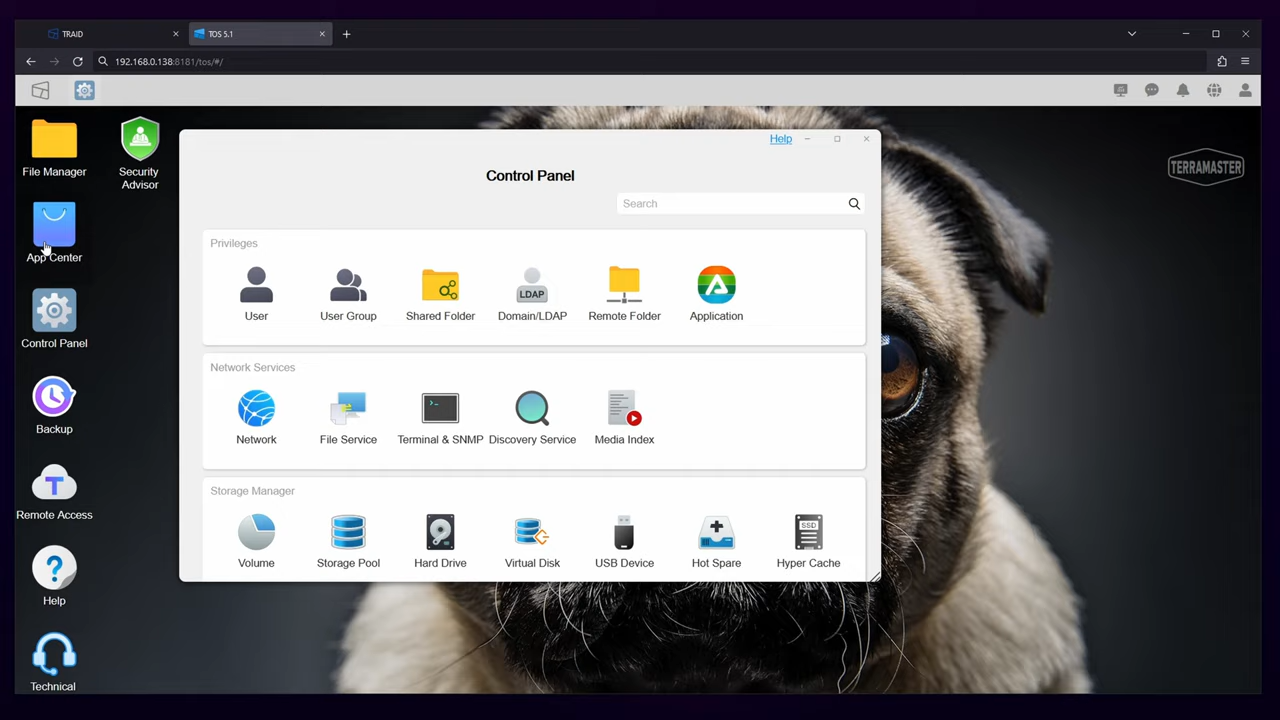 TRAID
TOS 5.1
192.168.0.138:8181/tos/#/
File Manager
Security
Advisor
App Center
Control Panel
Backup
Remote Access
Help
Technical
TERRAMASTER
Help
Control Panel
Search
Privileges
User
User Group
Shared Folder
LDAP
Domain/LDAP
Remote Folder
Application
Network Services
Network
File Service
Terminal & SNMP
Discovery Service
Media Index
Storage Manager
SSD
Volume
Storage Pool
Hard Drive
Virtual Disk
USB Device
Hot Spare
Hyper Cache